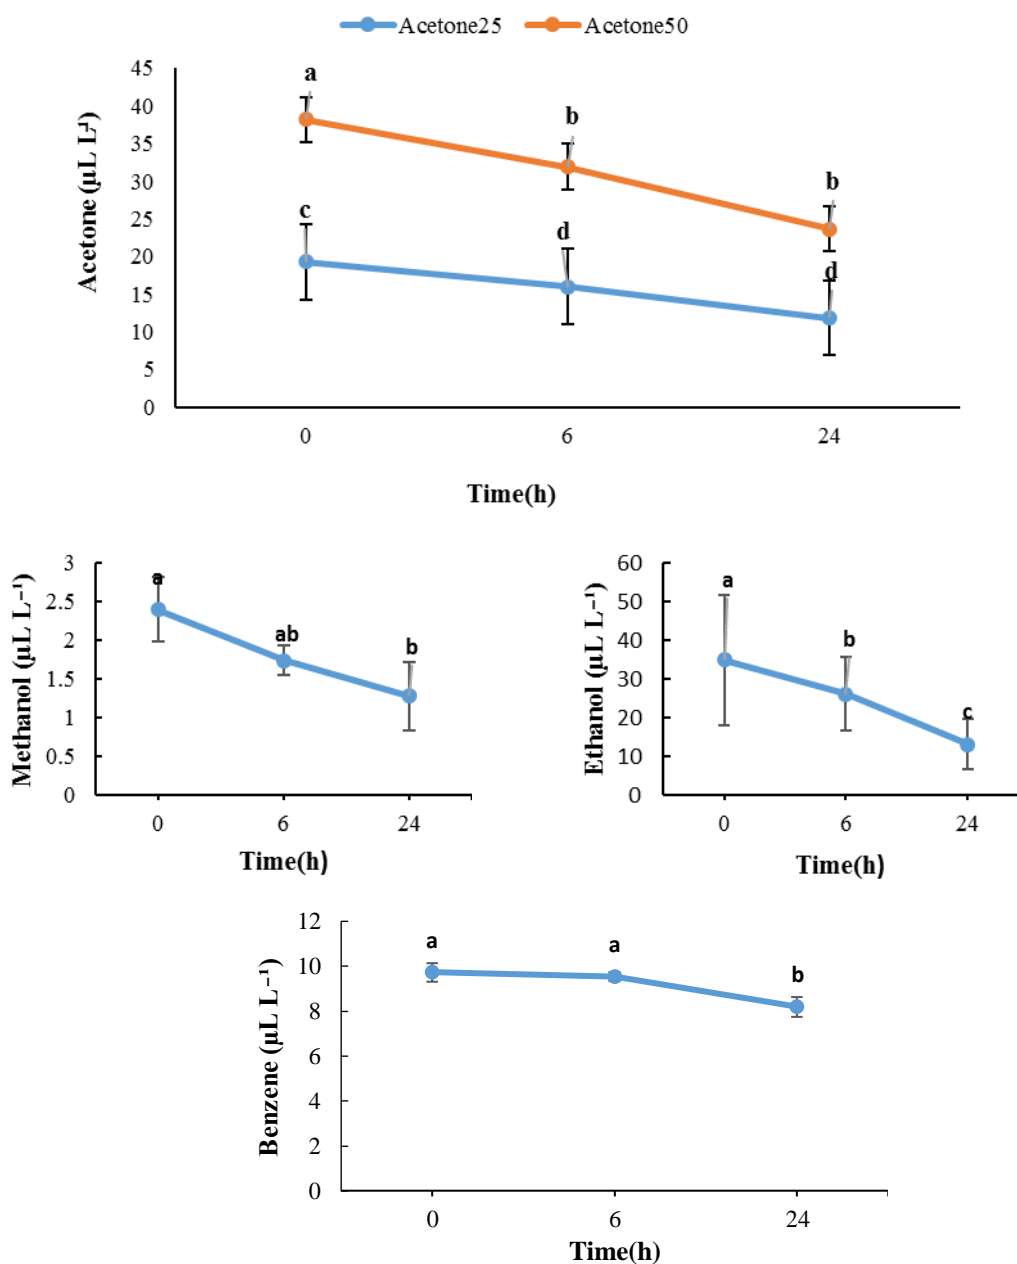 Acetone25 Acetone50
Acetone (µL L-¹)
45
40
35
30
25
20
15
10
5
0
a
b
b
c
d
d
0 6 24
Time(h)
Methanol (µL L⁻¹)
3
2.5
2
1.5
1
0.5
0
a
ab
b
0 6 24
Time(h)
Ethanol (µL L⁻¹)
60
50
40
30
20
10
0
a
b
c
0 6 24
Time(h)
Benzene (µL L⁻¹)
12
10
8
6
4
2
0
a
a
b
0 6 24
Time(h)